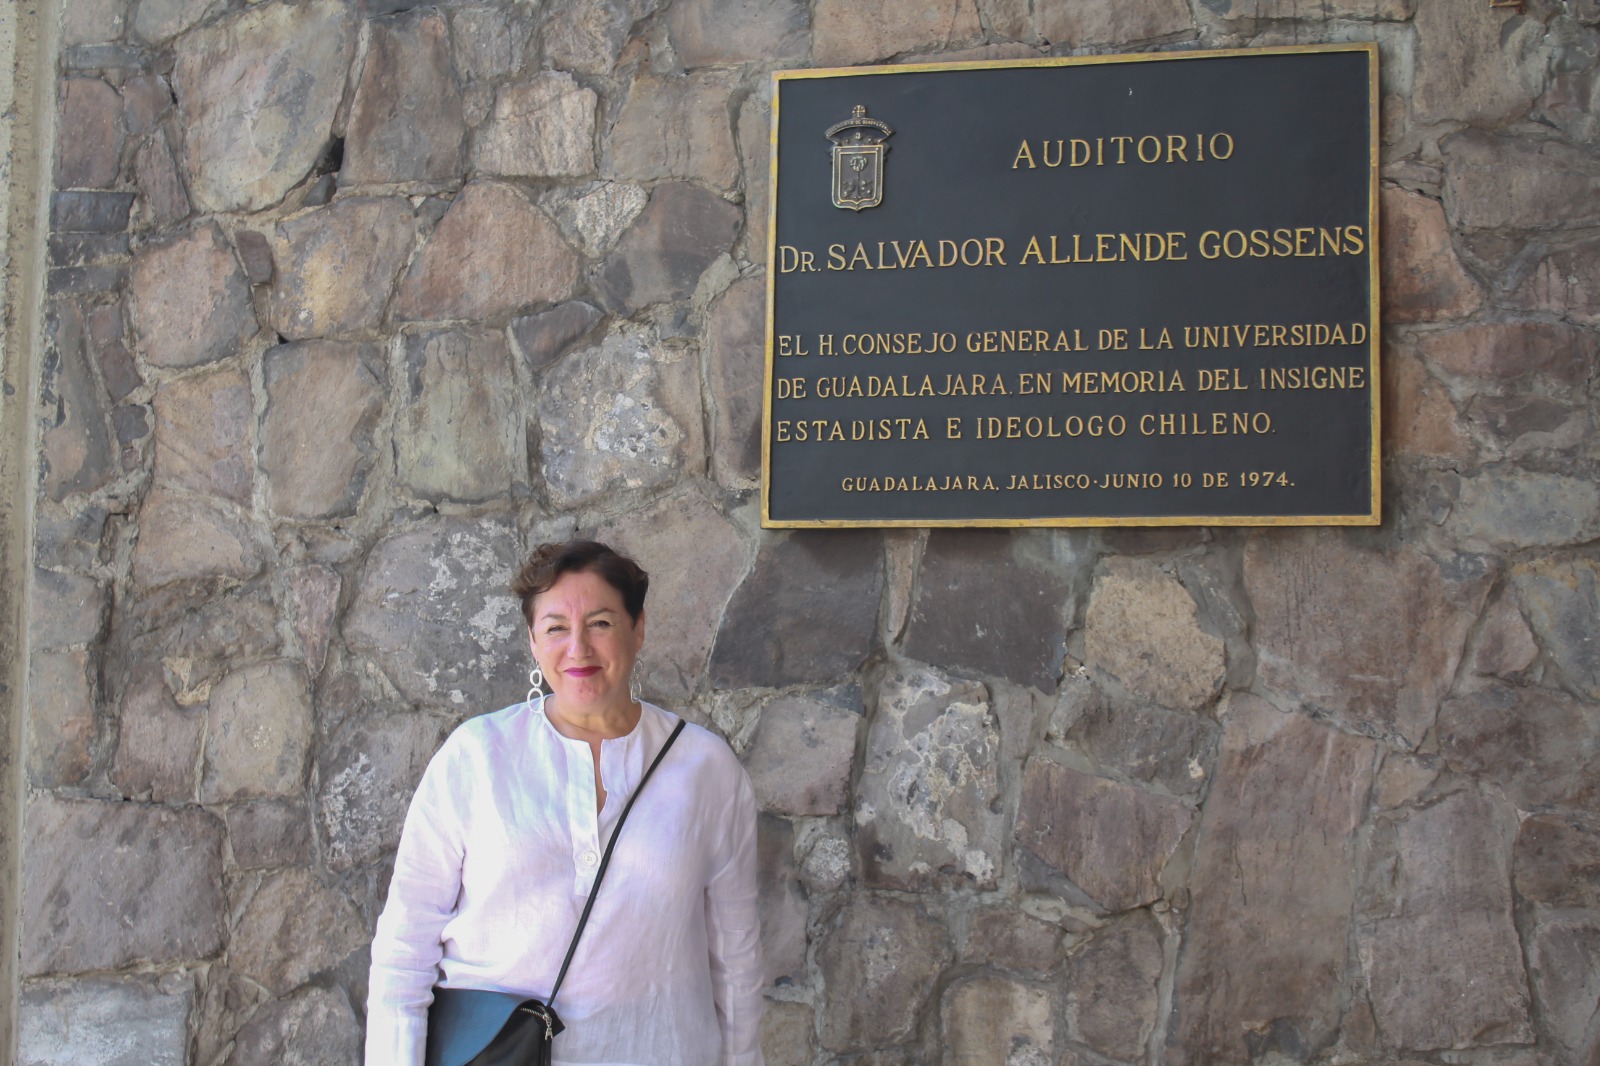 AUDITORIO
DR. SALVADOR ALLENDE GOSSENS
EL H. CONSEJO GENERAL DE LA UNIVERSIDAD
DE GUADALAJARA, EN MEMORIA DEL INSIGNE
ESTADISTA E IDEOLOGO CHILENO.
GUADALAJARA, JALISCO·JUNIO 10 DE 1974.